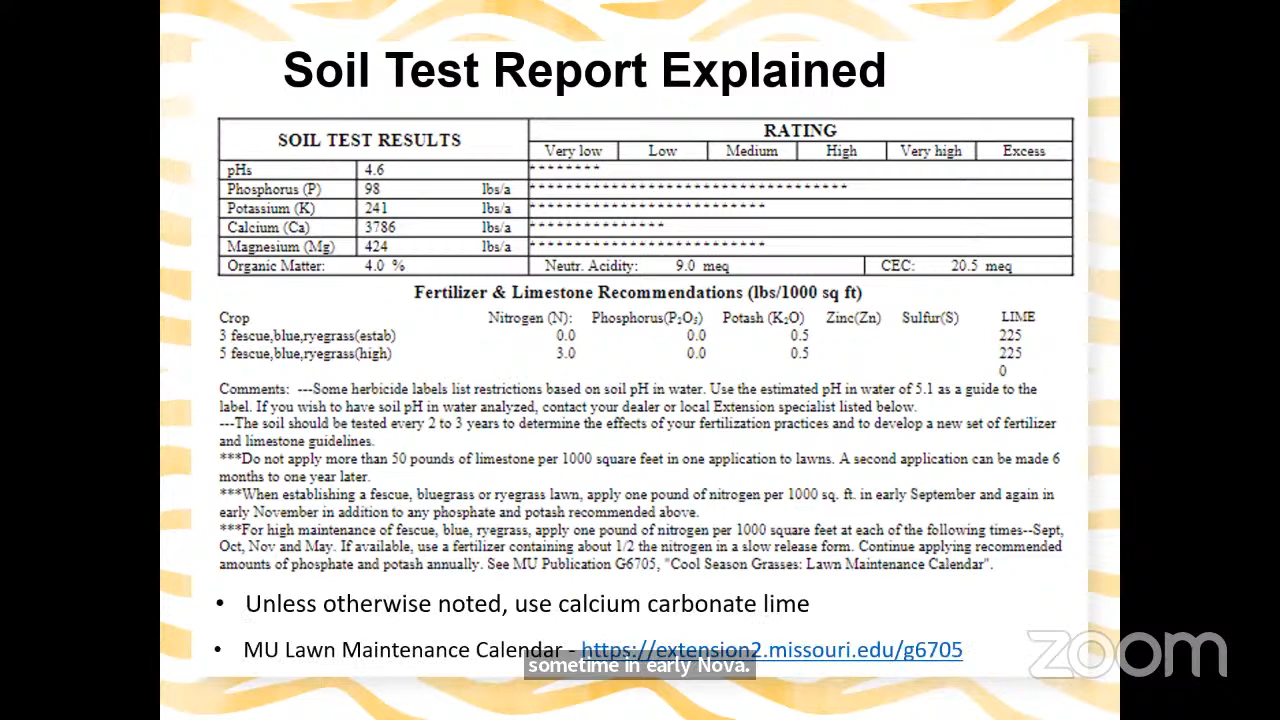 Soil Test Report Explained
SOIL TEST RESULTS
RATING
Very low Low Medium High Very high Excess
pHs 4.6 ********
Phosphorus (P) 98 lbs/a ***********************************
Potassium (K) 241 lbs/a **************************
Calcium (Ca) 3786 lbs/a ***************
Magnesium (Mg) 424 lbs/a **************************
Organic Matter: 4.0 % Neutr. Acidity: 9.0 meq CEC: 20.5 meq
Fertilizer & Limestone Recommendations (lbs/1000 sq ft)
Crop Nitrogen (N): Phosphorus(P₂O₅) Potash (K₂O) Zinc(Zn) Sulfur(S) LIME
3 fescue,blue,ryegrass(estab) 0.0 0.0 0.5 225
5 fescue,blue,ryegrass(high) 3.0 0.0 0.5 225
0
Comments: ---Some herbicide labels list restrictions based on soil pH in water. Use the estimated pH in water of 5.1 as a guide to the
label. If you wish to have soil pH in water analyzed, contact your dealer or local Extension specialist listed below.
---The soil should be tested every 2 to 3 years to determine the effects of your fertilization practices and to develop a new set of fertilizer
and limestone guidelines.
***Do not apply more than 50 pounds of limestone per 1000 square feet in one application to lawns. A second application can be made 6
months to one year later.
***When establishing a fescue, bluegrass or ryegrass lawn, apply one pound of nitrogen per 1000 sq. ft. in early September and again in
early November in addition to any phosphate and potash recommended above.
***For high maintenance of fescue, blue, ryegrass, apply one pound of nitrogen per 1000 square feet at each of the following times--Sept,
Oct, Nov and May. If available, use a fertilizer containing about 1/2 the nitrogen in a slow release form. Continue applying recommended
amounts of phosphate and potash annually. See MU Publication G6705, "Cool Season Grasses: Lawn Maintenance Calendar".
• Unless otherwise noted, use calcium carbonate lime
• MU Lawn Maintenance Calendar - https://extension2.missouri.edu/g6705
sometime in early Nova.
zoom